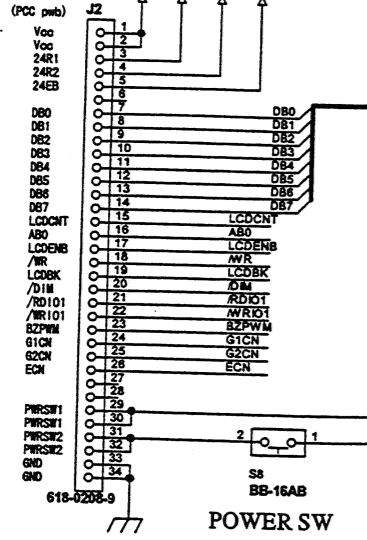 (PCC pwb) J2
Vcc 1
Vcc 2
24R1 3
24R2 4
24EB 5
6
DB0 7 DB0
DB1 8 DB1
DB2 9 DB2
DB3 10 DB3
DB4 11 DB4
DB5 12 DB5
DB6 13 DB6
DB7 14 DB7
LCDCNT 15 LCDCNT
AB0 16 AB0
LCDENB 17 LCDENB
/WR 18 /WR
LCDBK 19 LCDBK
/DIM 20 /DIM
/RDIO1 21 /RDIO1
/WRIO1 22 /WRIO1
BZPWM 23 BZPWM
G1CN 24 G1CN
G2CN 25 G2CN
ECN 26 ECN
27
28
PWRSW1 29
PWRSW1 30
PWRSW2 31 2 1
PWRSW2 32
GND 33
GND 34
S8
618-0208-9 BB-16AB
POWER SW